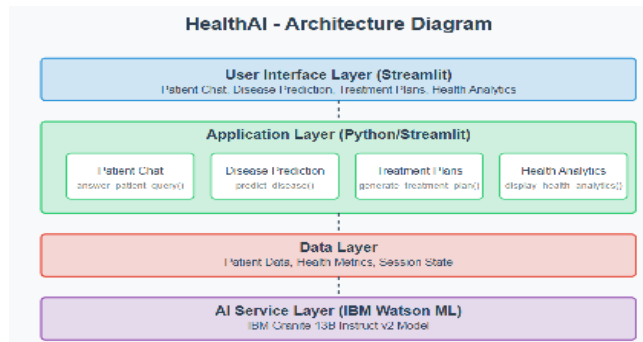 HealthAI - Architecture Diagram
User Interface Layer (Streamlit)
Patient Chat, Disease Prediction, Treatment Plans, Health Analytics
Application Layer (Python/Streamlit)
Patient Chat
answer_patient_query()
Disease Prediction
predict_disease()
Treatment Plans
generate_treatment_plan()
Health Analytics
display_health_analytics()
Data Layer
Patient Data, Health Metrics, Session State
AI Service Layer (IBM Watson ML)
IBM Granite 13B Instruct v2 Model